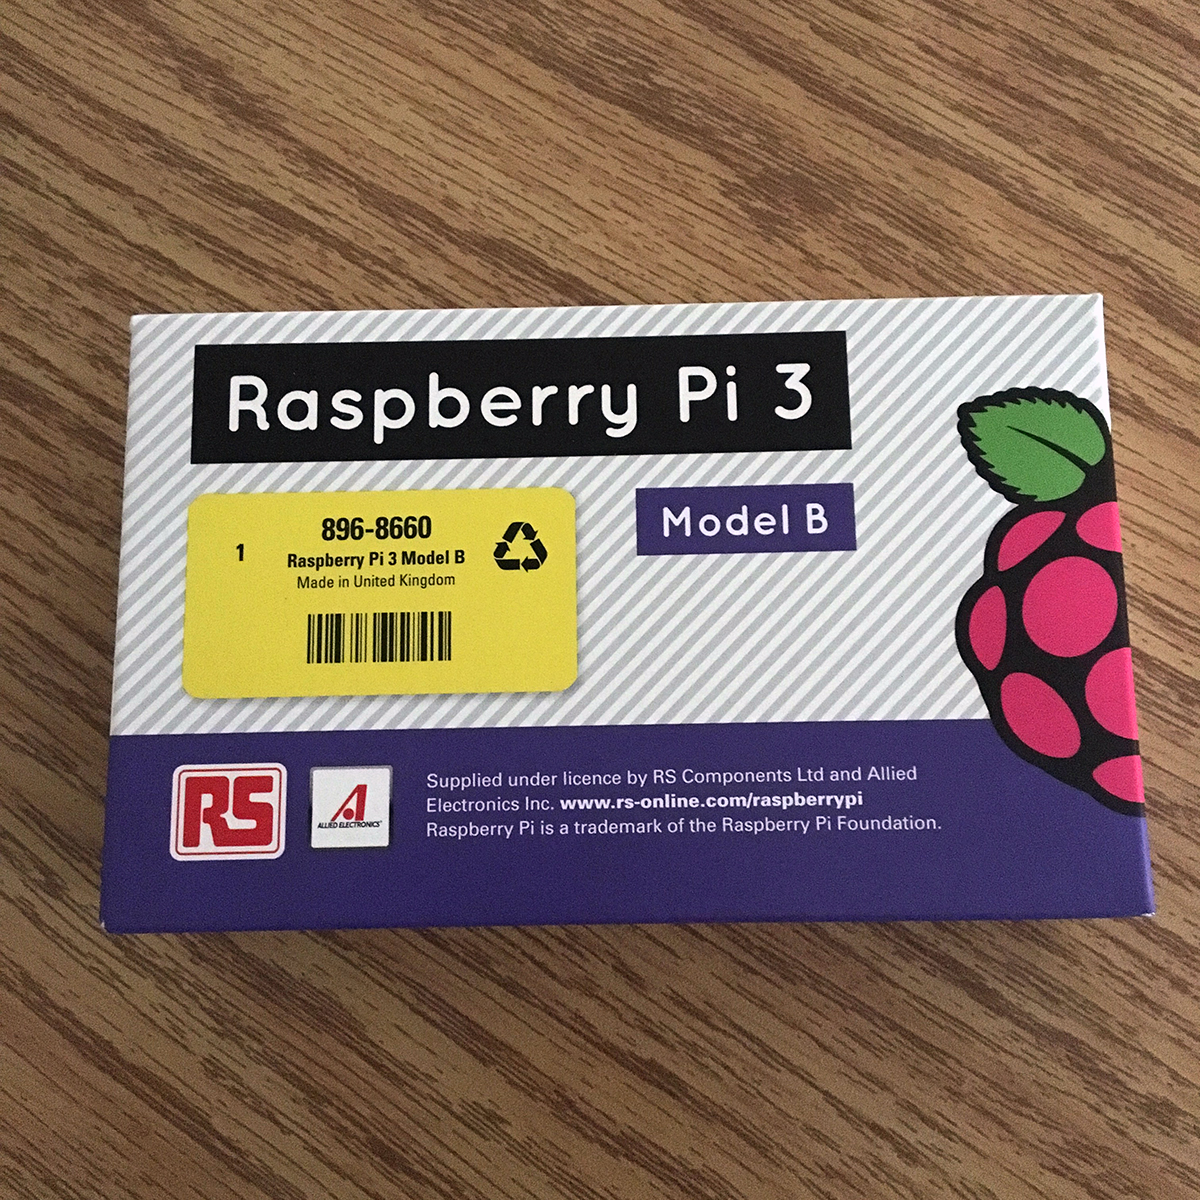 Raspberry Pi 3
Model B
896-8660
1
Raspberry Pi 3 Model B
Made in United Kingdom
RS
A
ALLIED ELECTRONICS
Supplied under licence by RS Components Ltd and Allied
Electronics Inc. www.rs-online.com/raspberrypi
Raspberry Pi is a trademark of the Raspberry Pi Foundation.